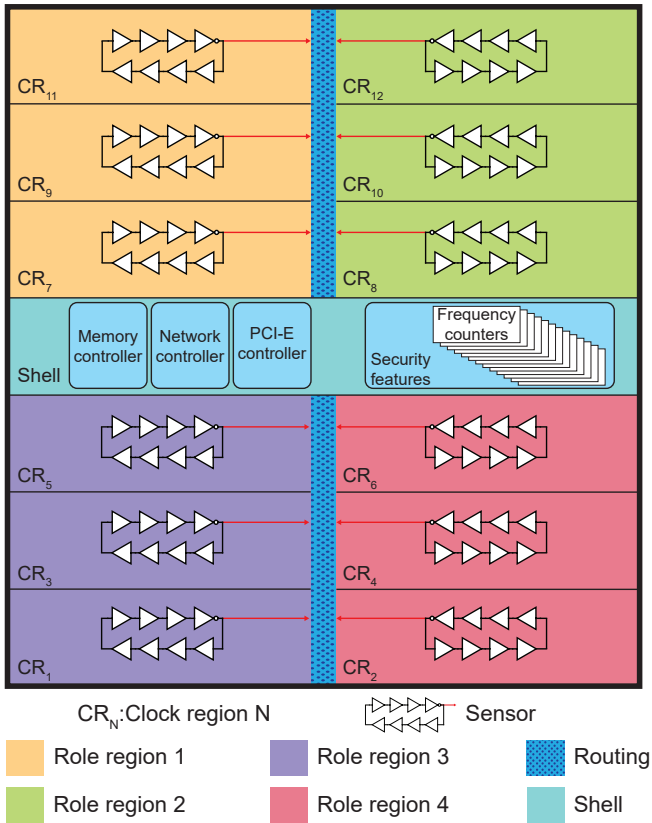 CR₁₁
CR₁₂
CR₉
CR₁₀
CR₇
CR₈
Memory
controller
Network
controller
PCI-E
controller
Frequency
counters
Security
features
Shell
CR₅
CR₆
CR₃
CR₄
CR₁
CR₂
CR_N:Clock region N
Sensor
Role region 1
Role region 3
Routing
Role region 2
Role region 4
Shell